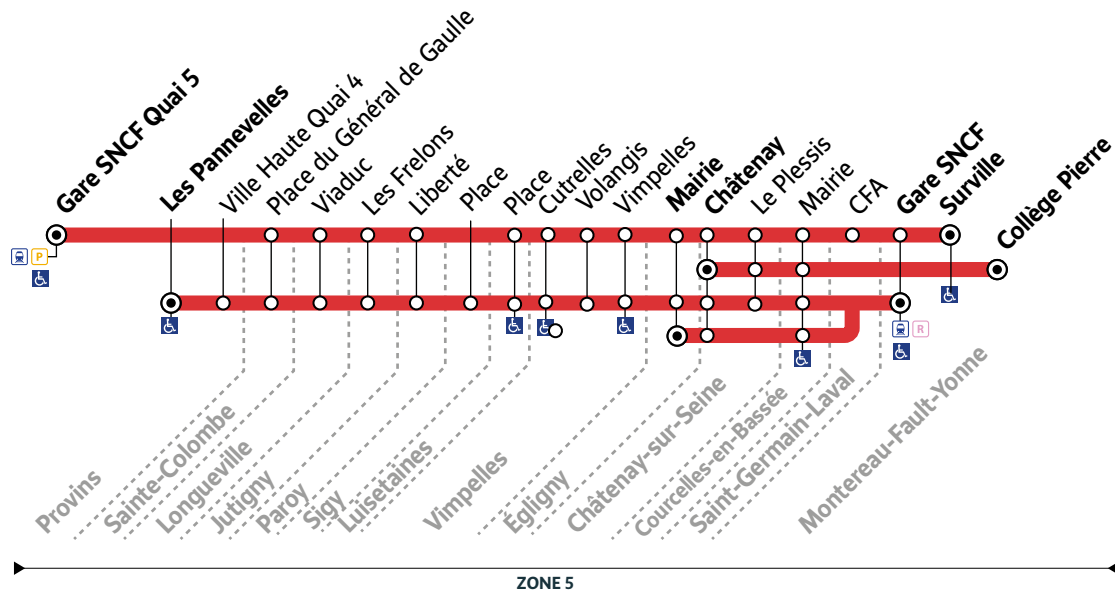 Gare SNCF Quai 5
Les Pannevelles
Ville Haute Quai 4
Place du Général de Gaulle
Viaduc
Les Frelons
Liberté
Place
Place
Cutrelles
Volangis
Vimpelles
Mairie
Châtenay
Le Plessis
Mairie
CFA
Gare SNCF
Surville
Collège Pierre
P
R
Provins
Sainte-Colombe
Longueville
Jutigny
Paroy
Sigy
Luisetaines
Vimpelles
Égligny
Châtenay-sur-Seine
Courcelles-en-Bassée
Saint-Germain-Laval
Montereau-Fault-Yonne
ZONE 5